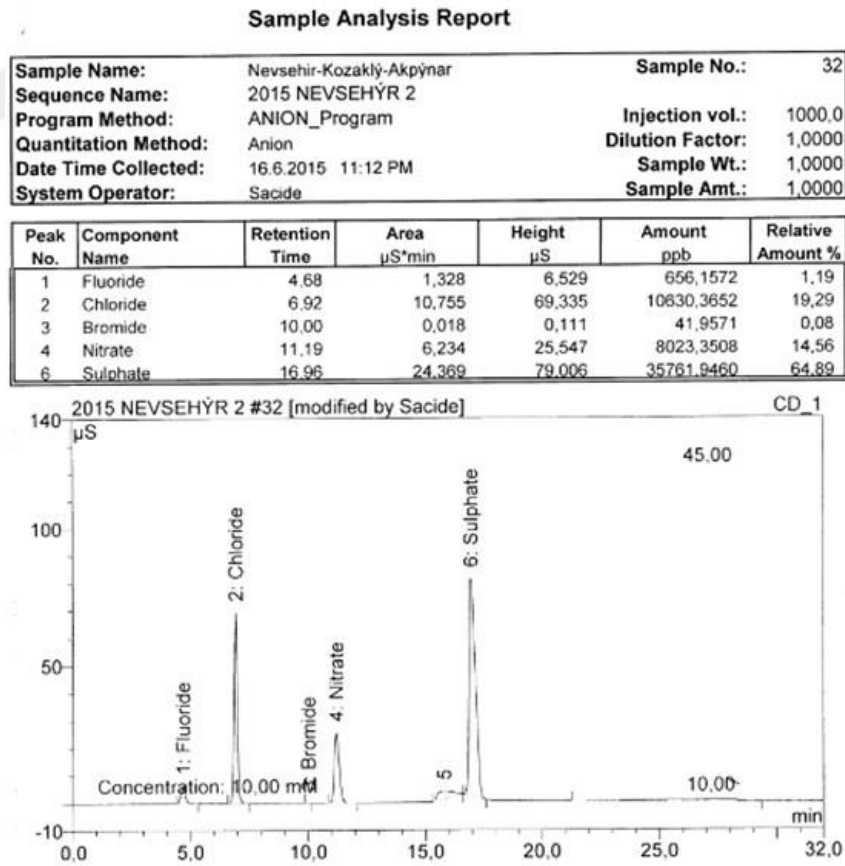 Sample Analysis Report
Sample Name: Nevsehir-Kozaklý-Akpýnar Sample No.: 32
Sequence Name: 2015 NEVSEHÝR 2
Program Method: ANION_Program Injection vol.: 1000,0
Quantitation Method: Anion Dilution Factor: 1,0000
Date Time Collected: 16.6.2015 11:12 PM Sample Wt.: 1,0000
System Operator: Sacide Sample Amt.: 1,0000
Peak Component Retention Area Height Amount Relative
No. Name Time µS*min µS ppb Amount %
1 Fluoride 4,68 1,328 6,529 656,1572 1,19
2 Chloride 6,92 10,755 69,335 10630,3652 19,29
3 Bromide 10,00 0,018 0,111 41,9571 0,08
4 Nitrate 11,19 6,234 25,547 8023,3508 14,56
6 Sulphate 16,96 24,369 79,006 35761,9460 64,89
2015 NEVSEHÝR 2 #32 [modified by Sacide] CD_1
140
µS
45,00
100
50
-10
1: Fluoride
2: Chloride
Bromide
4: Nitrate
5
6: Sulphate
Concentration: 10,00 mM
10,00
min
0,0 5,0 10,0 15,0 20,0 25,0 32,0